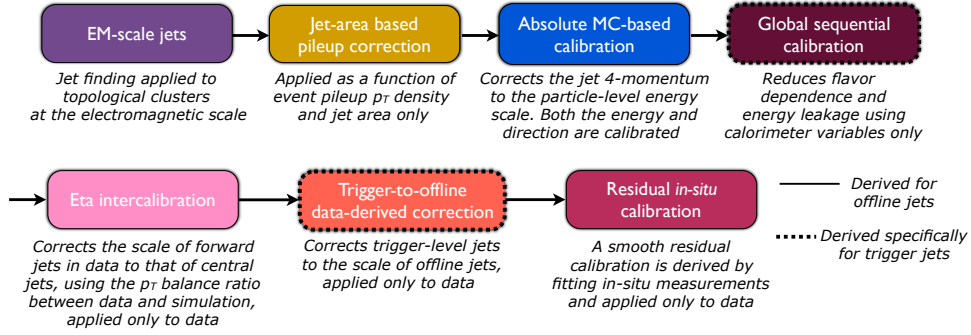 EM-scale jets
Jet finding applied to
topological clusters
at the electromagnetic scale
Jet-area based
pileup correction
Applied as a function of
event pileup pT density
and jet area only
Absolute MC-based
calibration
Corrects the jet 4-momentum
to the particle-level energy
scale. Both the energy and
direction are calibrated
Global sequential
calibration
Reduces flavor
dependence and
energy leakage using
calorimeter variables only
Eta intercalibration
Corrects the scale of forward
jets in data to that of central
jets, using the pT balance ratio
between data and simulation,
applied only to data
Trigger-to-offline
data-derived correction
Corrects trigger-level jets
to the scale of offline jets,
applied only to data
Residual in-situ
calibration
A smooth residual
calibration is derived by
fitting in-situ measurements
and applied only to data
Derived for
offline jets
Derived specifically
for trigger jets